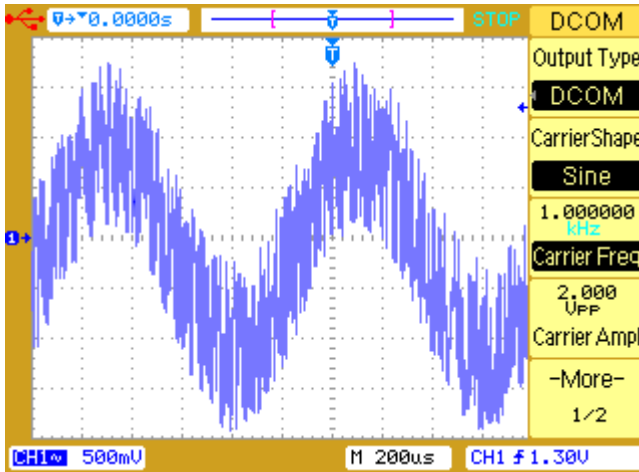 0.0000s
T
STOP
DCOM
Output Type
DCOM
CarrierShape
Sine
1.000000
kHz
Carrier Freq
2.000
VPP
Carrier Ampl
-More-
1/2
T
1
CH1~ 500mV
M 200us
CH1 1.30V